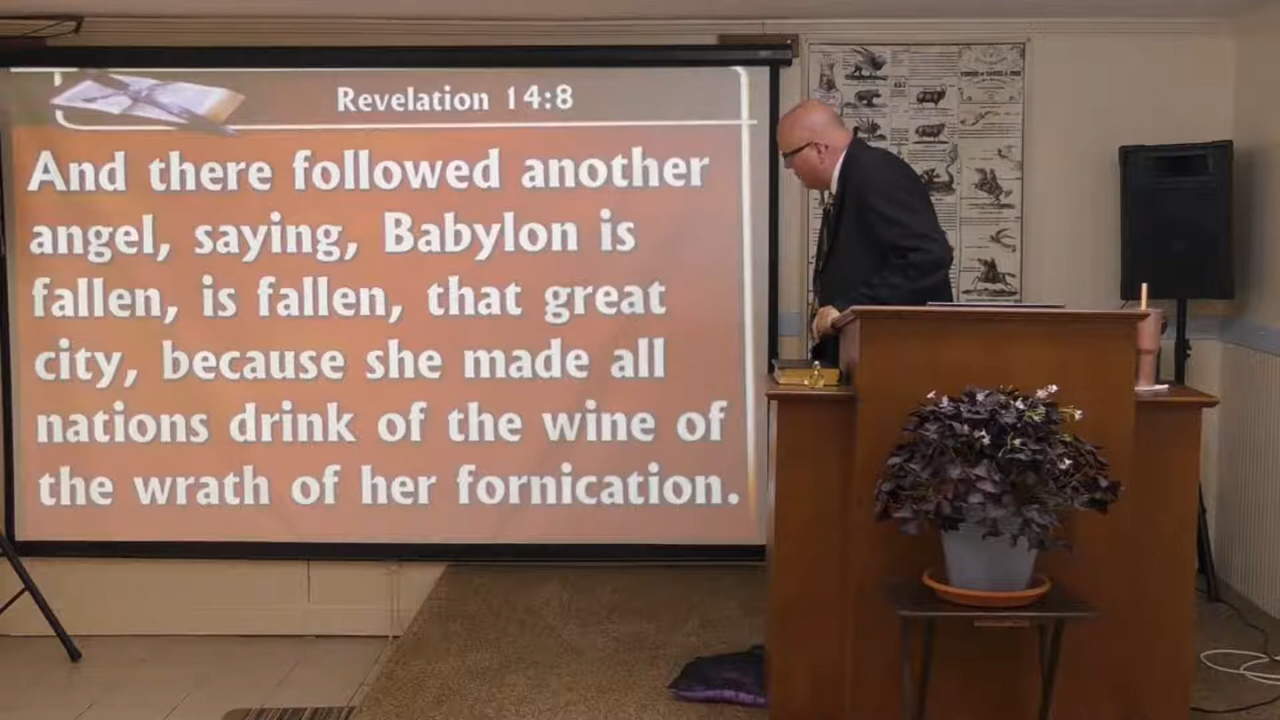 Revelation 14:8
And there followed another
angel, saying, Babylon is
fallen, is fallen, that great
city, because she made all
nations drink of the wine of
the wrath of her fornication.